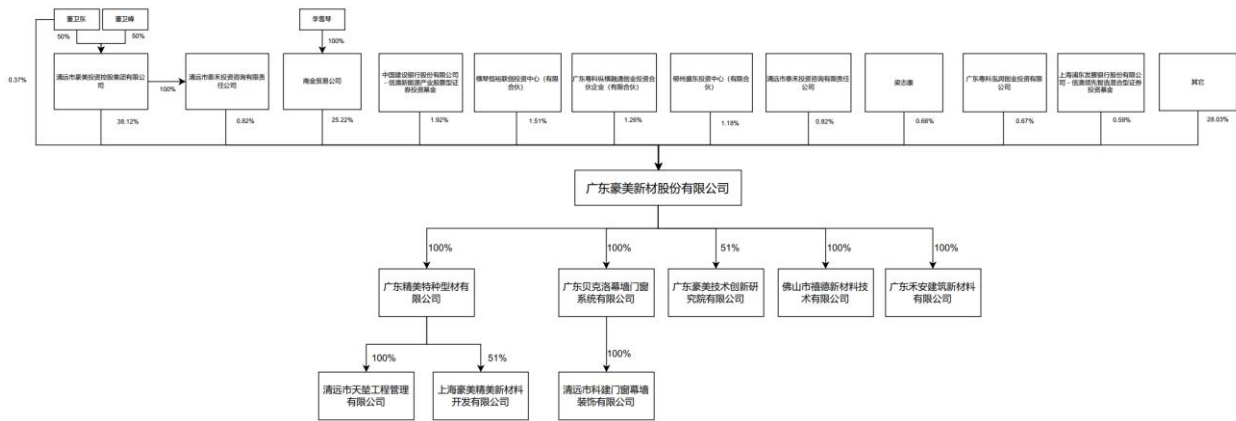 董卫东
董卫峰
李雪琴
50%
50%
100%
0.37%
清远市豪美投资控股集团有限公
司
100%
清远市泰禾投资咨询有限责
任公司
南金贸易公司
中国建设银行股份有限公司
-信澳新能源产业股票型证
券投资基金
横琴恒裕联创投资中心（有限
合伙）
广东粤科纵横融通创业投资合
伙企业（有限合伙）
柳州盛东投资中心（有限合
伙）
清远市泰禾投资咨询有限责任
公司
梁志康
广东粤科泓润创业投资有限
公司
上海浦东发展银行股份有限公
司-信澳领先智选混合型证券
投资基金
其它
38.12%
0.82%
25.22%
1.92%
1.51%
1.26%
1.18%
0.82%
0.68%
0.67%
0.59%
28.03%
广东豪美新材股份有限公司
100%
100%
51%
100%
100%
广东精美特种型材有
限公司
广东贝克洛幕墙门窗
系统有限公司
广东豪美技术创新研
究院有限公司
佛山市禧德新材料技
术有限公司
广东禾安建筑新材料
有限公司
100%
51%
100%
清远市天堃工程管理
有限公司
上海豪美精美新材料
开发有限公司
清远市科建门窗幕墙
装饰有限公司